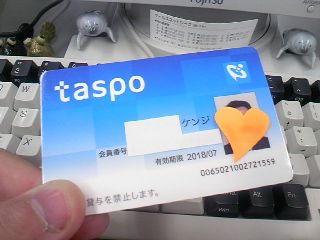 taspo
ケンジ
会員番号
有効期限 2018/07
0065021002721559
貸与を禁止します。